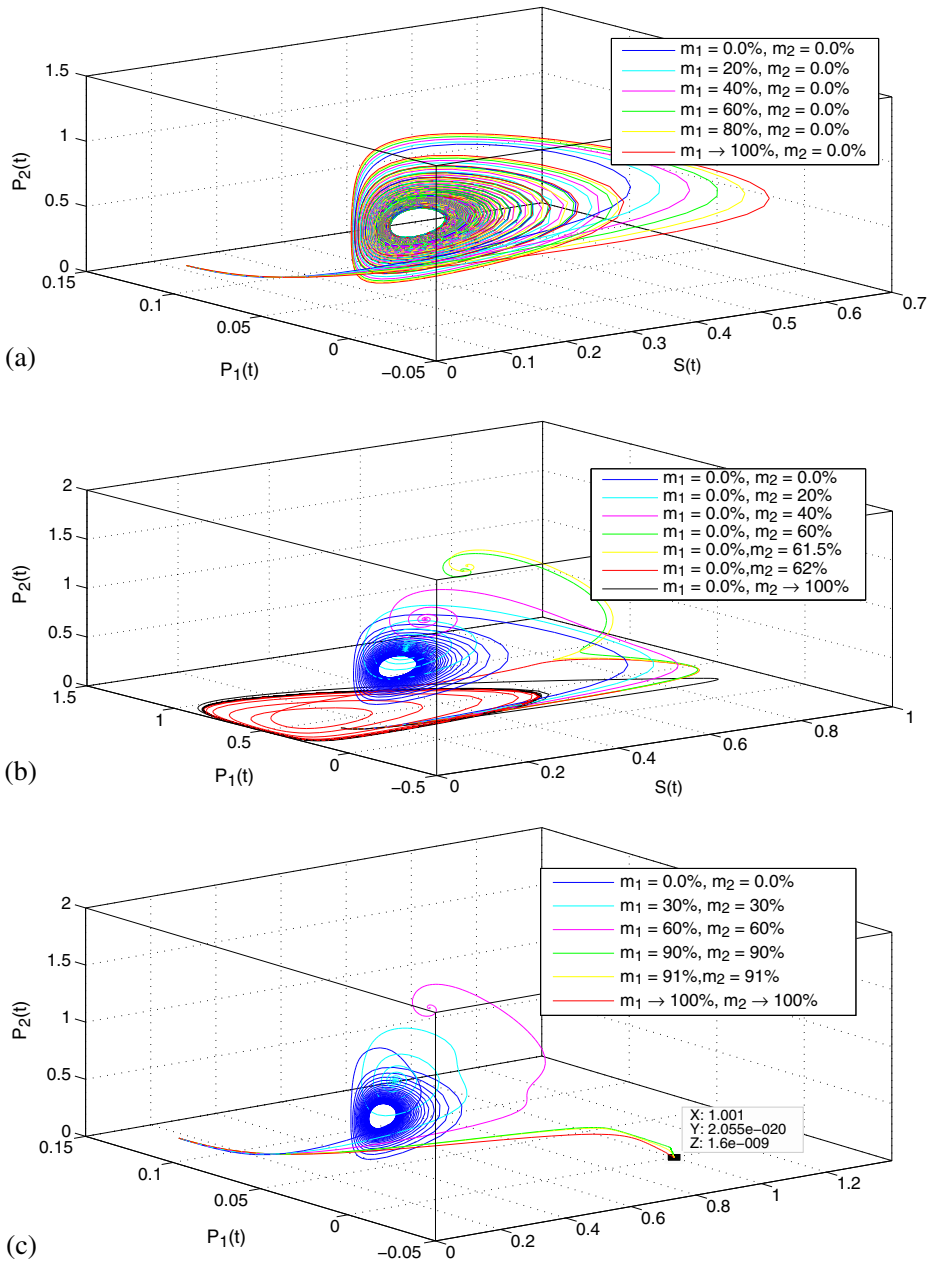 1.5
1
0.5
0
P2(t)
0.15
0.1
0.05
0
−0.05
P1(t)
0
0.1
0.2
0.3
0.4
0.5
0.6
0.7
S(t)
m1 = 0.0%, m2 = 0.0%
m1 = 20%, m2 = 0.0%
m1 = 40%, m2 = 0.0%
m1 = 60%, m2 = 0.0%
m1 = 80%, m2 = 0.0%
m1 → 100%, m2 = 0.0%
(a)
2
1.5
1
0.5
0
P2(t)
1.5
1
0.5
0
−0.5
P1(t)
0
0.2
0.4
0.6
0.8
1
S(t)
m1 = 0.0%, m2 = 0.0%
m1 = 0.0%, m2 = 20%
m1 = 0.0%, m2 = 40%
m1 = 0.0%, m2 = 60%
m1 = 0.0%,m2 = 61.5%
m1 = 0.0%,m2 = 62%
m1 = 0.0%, m2 → 100%
(b)
2
1.5
1
0.5
0
P2(t)
0.15
0.1
0.05
0
−0.05
P1(t)
0
0.2
0.4
0.6
0.8
1
1.2
S(t)
m1 = 0.0%, m2 = 0.0%
m1 = 30%, m2 = 30%
m1 = 60%, m2 = 60%
m1 = 90%, m2 = 90%
m1 = 91%,m2 = 91%
m1 → 100%, m2 → 100%
X: 1.001
Y: 2.055e−020
Z: 1.6e−009
(c)